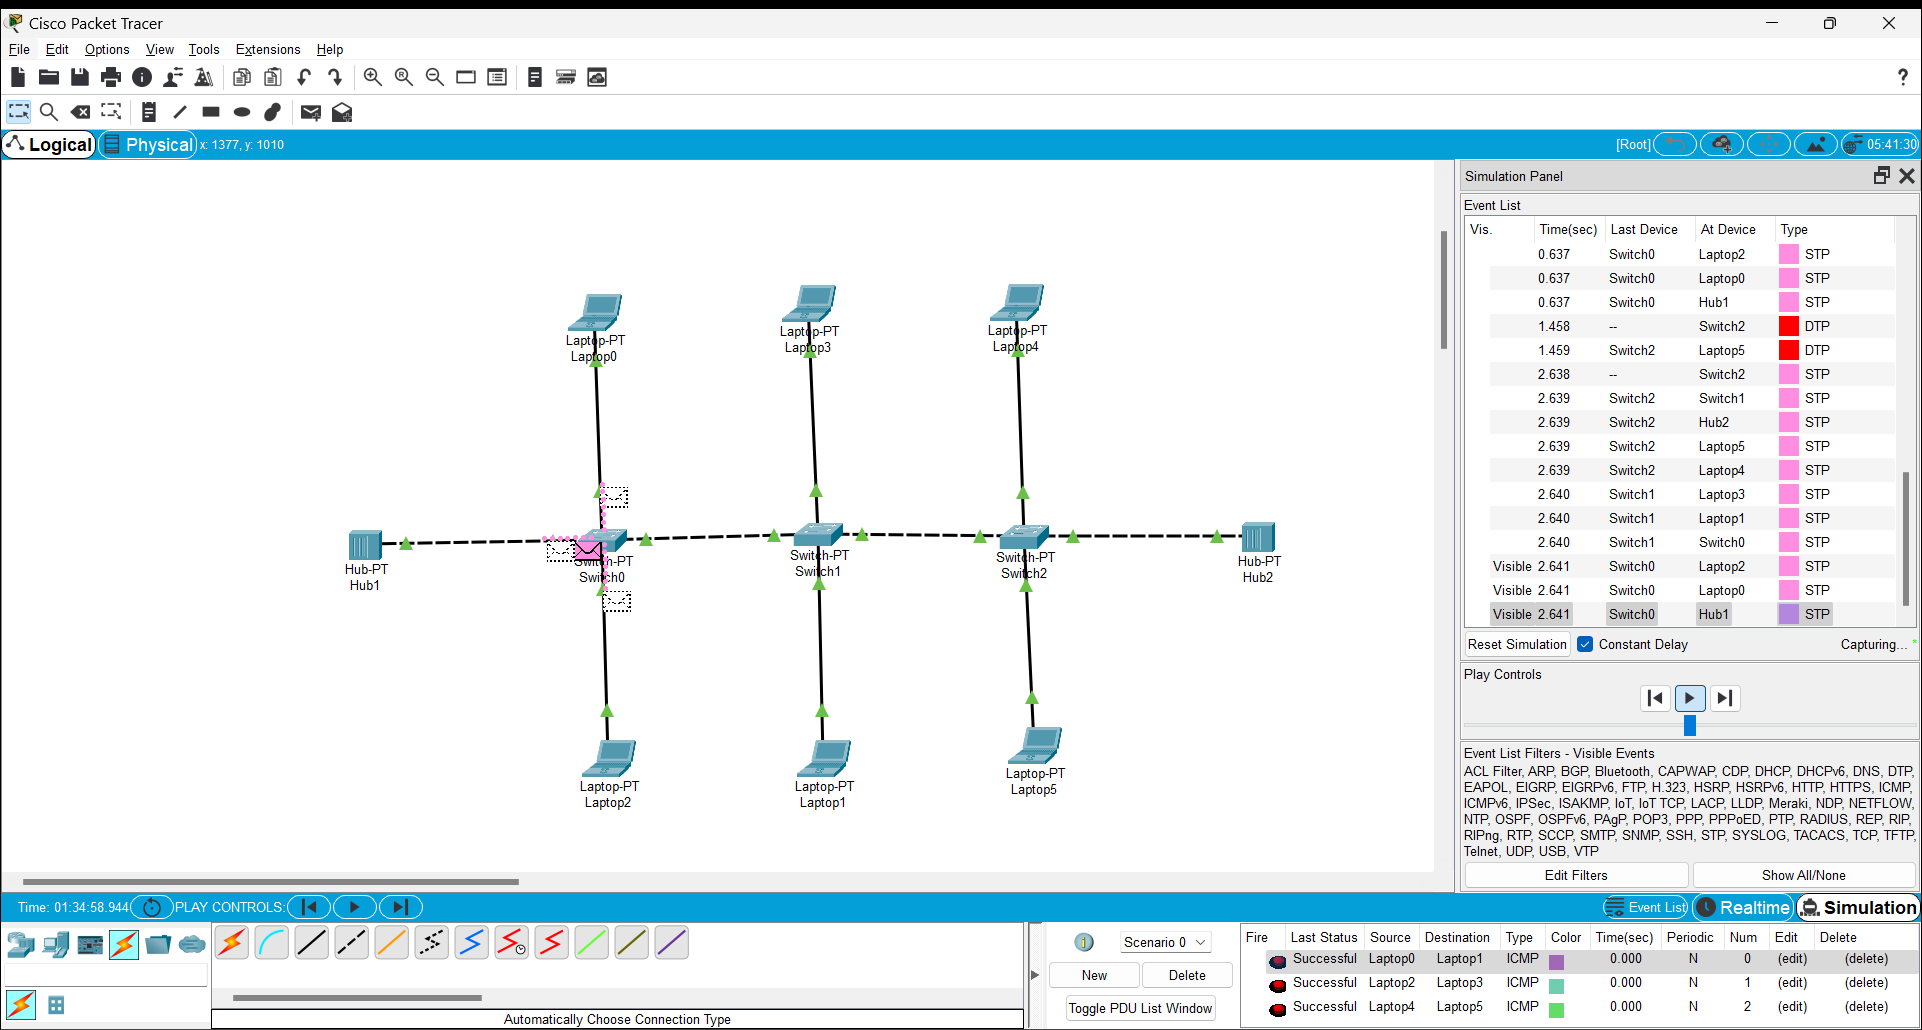 Cisco Packet Tracer
File Edit Options View Tools Extensions Help
Logical Physical x: 1377, y: 1010 [Root] 05:41:30
Simulation Panel
Event List
Vis. Time(sec) Last Device At Device Type
0.637 Switch0 Laptop2 STP
0.637 Switch0 Laptop0 STP
0.637 Switch0 Hub1 STP
1.458 -- Switch2 DTP
1.459 Switch2 Laptop5 DTP
2.638 -- Switch2 STP
2.639 Switch2 Switch1 STP
2.639 Switch2 Hub2 STP
2.639 Switch2 Laptop5 STP
2.639 Switch2 Laptop4 STP
2.640 Switch1 Laptop3 STP
2.640 Switch1 Laptop1 STP
2.640 Switch1 Switch0 STP
Visible 2.641 Switch0 Laptop2 STP
Visible 2.641 Switch0 Laptop0 STP
Visible 2.641 Switch0 Hub1 STP
Reset Simulation Constant Delay Capturing... *
Play Controls
Event List Filters - Visible Events
ACL Filter, ARP, BGP, Bluetooth, CAPWAP, CDP, DHCP, DHCPv6, DNS, DTP,
EAPOL, EIGRP, EIGRPv6, FTP, H.323, HSRP, HSRPv6, HTTP, HTTPS, ICMP,
ICMPv6, IPSec, ISAKMP, IoT, IoT TCP, LACP, LLDP, Meraki, NDP, NETFLOW,
NTP, OSPF, OSPFv6, PAgP, POP3, PPP, PPPoED, PTP, RADIUS, REP, RIP,
RIPng, RTP, SCCP, SMTP, SNMP, SSH, STP, SYSLOG, TACACS, TCP, TFTP,
Telnet, UDP, USB, VTP
Edit Filters Show All/None
Laptop-PT
Laptop0
Laptop-PT
Laptop3
Laptop-PT
Laptop4
Hub-PT
Hub1
Switch-PT
Switch0
Switch-PT
Switch1
Switch-PT
Switch2
Hub-PT
Hub2
Laptop-PT
Laptop2
Laptop-PT
Laptop1
Laptop-PT
Laptop5
Time: 01:34:58.944 PLAY CONTROLS: Event List Realtime Simulation
Automatically Choose Connection Type
Scenario 0
New Delete
Toggle PDU List Window
Fire Last Status Source Destination Type Color Time(sec) Periodic Num Edit Delete
Successful Laptop0 Laptop1 ICMP 0.000 N 0 (edit) (delete)
Successful Laptop2 Laptop3 ICMP 0.000 N 1 (edit) (delete)
Successful Laptop4 Laptop5 ICMP 0.000 N 2 (edit) (delete)